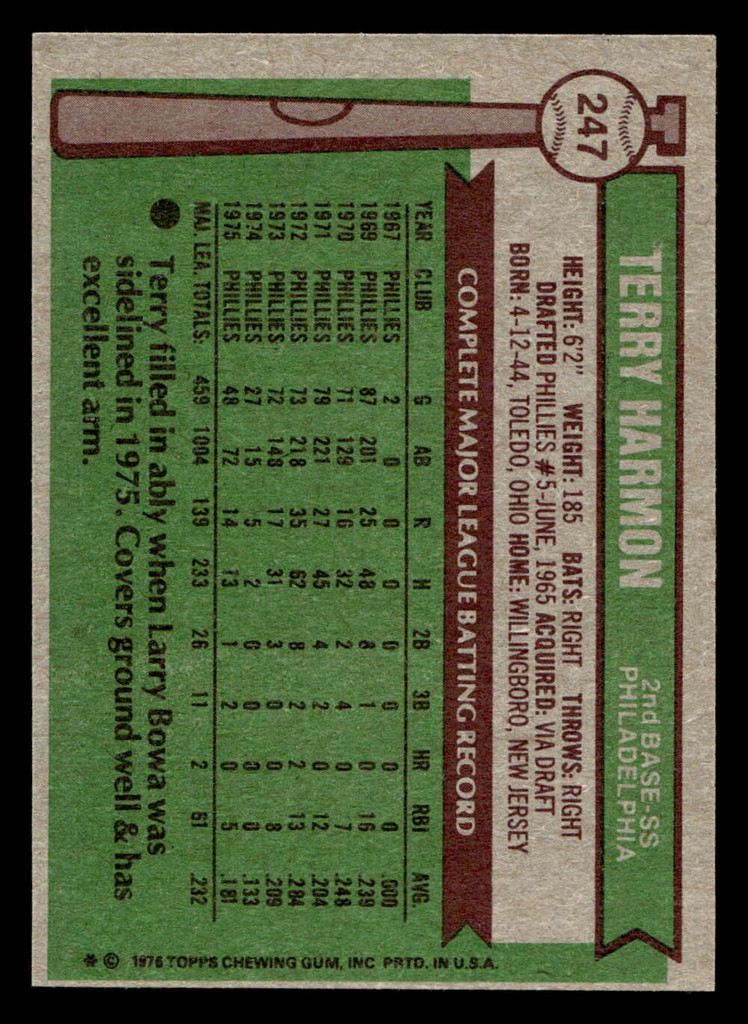 247
TERRY HARMON
2nd BASE-SS
PHILADELPHIA
HEIGHT: 6'2" WEIGHT: 185 BATS: RIGHT THROWS: RIGHT
DRAFTED PHILLIES #5-JUNE, 1965 ACQUIRED: VIA DRAFT
BORN: 4-12-44, TOLEDO, OHIO HOME: WILLINGBORO, NEW JERSEY
COMPLETE MAJOR LEAGUE BATTING RECORD
YEAR CLUB G AB R H 2B 3B HR RBI AVG.
1967 PHILLIES 2 0 0 0 0 0 0 0 .000
1969 PHILLIES 87 201 25 48 8 1 0 16 .239
1970 PHILLIES 71 129 16 32 2 4 0 7 .248
1971 PHILLIES 79 221 27 45 4 2 0 12 .204
1972 PHILLIES 73 218 35 62 8 2 2 13 .284
1973 PHILLIES 72 148 17 31 3 0 0 8 .209
1974 PHILLIES 27 15 5 2 0 0 0 0 .133
1975 PHILLIES 48 72 14 13 1 2 0 5 .181
MAJ. LEA. TOTALS: 459 1004 139 233 26 11 2 61 .232
Terry filled in ably when Larry Bowa was
sidelined in 1975. Covers ground well & has
excellent arm.
* © 1976 TOPPS CHEWING GUM, INC PRTD. IN U.S.A.